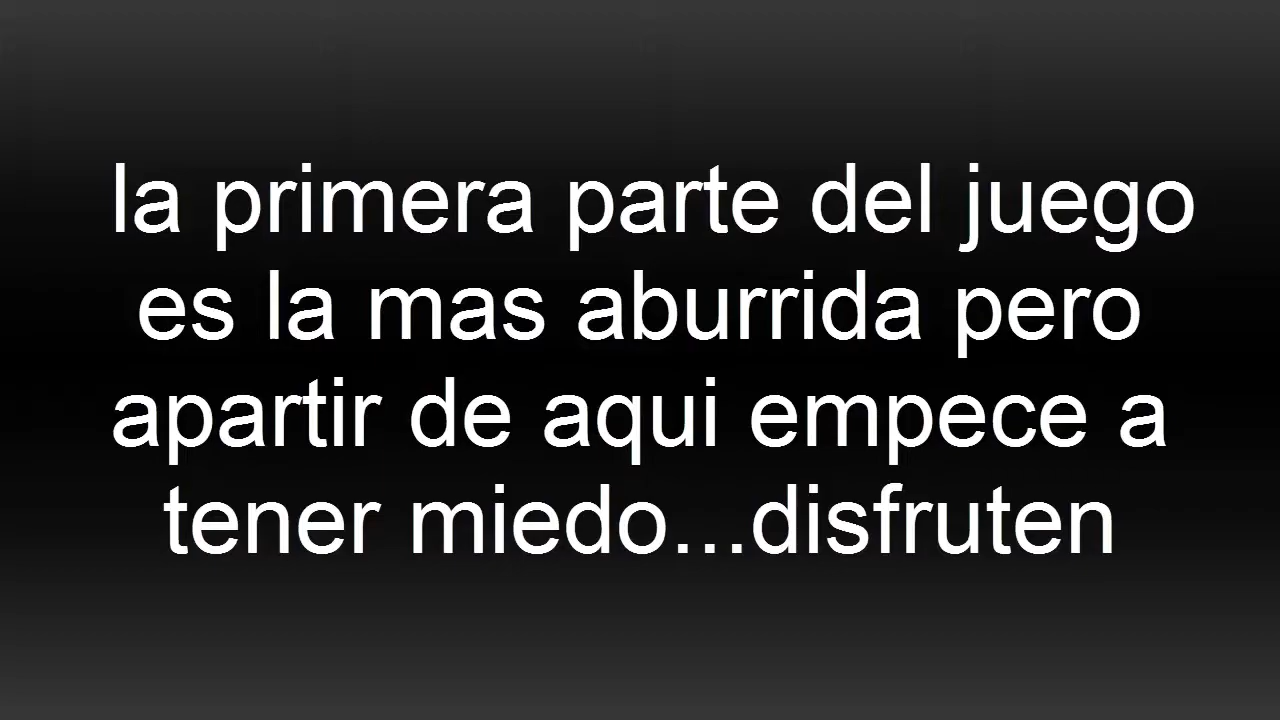 la primera parte del juego
es la mas aburrida pero
apartir de aqui empece a
tener miedo...disfruten